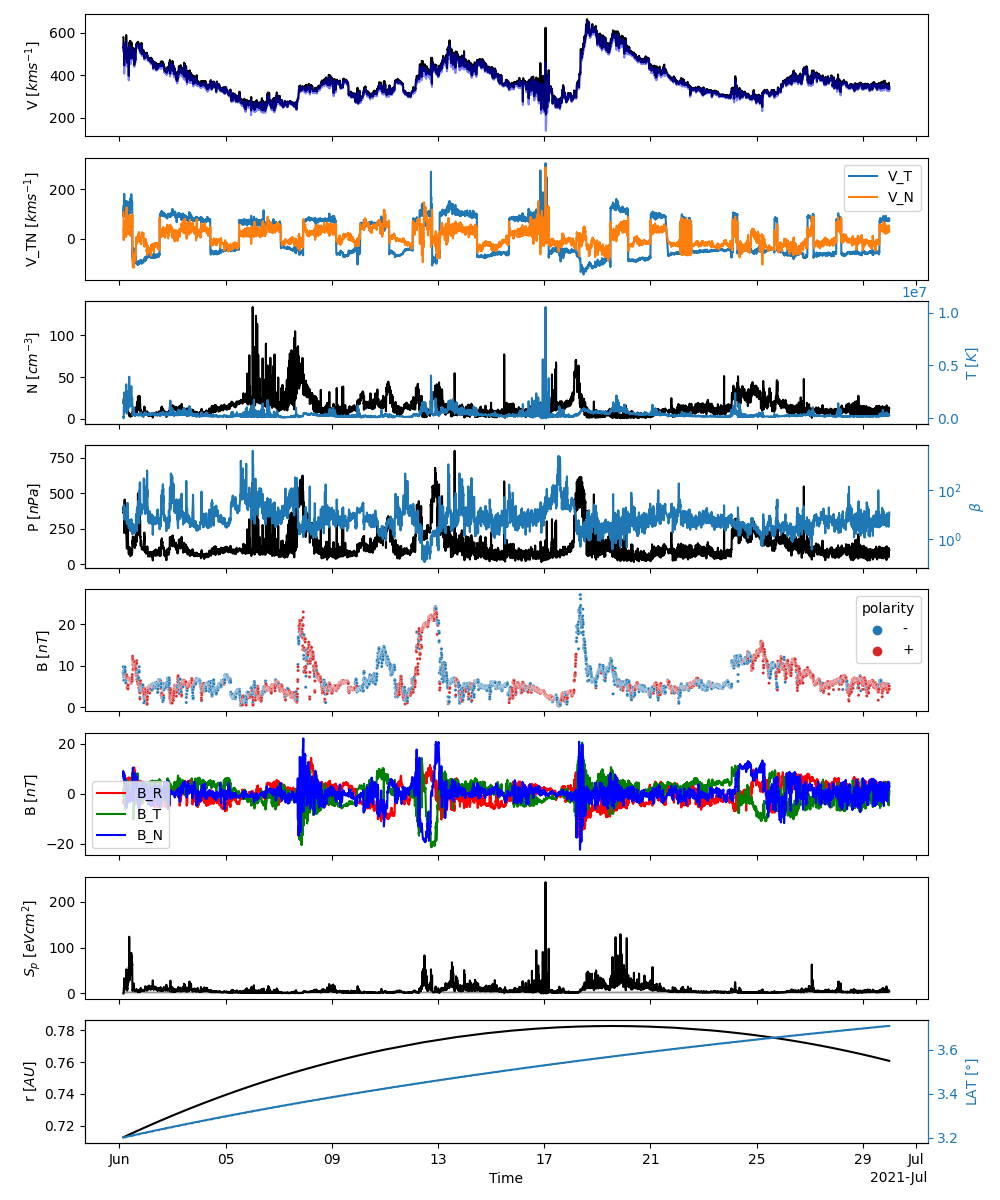 V [kms⁻¹]
600
400
200
V_TN [kms⁻¹]
200
0
V_T
V_N
N [cm⁻³]
100
50
0
1e7
1.0
0.5
0.0
T [K]
P [nPa]
750
500
250
0
10²
10⁰
β
B [nT]
20
10
0
polarity
-
+
B [nT]
20
0
−20
B_R
B_T
B_N
Sₚ [eVcm²]
200
100
0
r [AU]
0.78
0.76
0.74
0.72
3.6
3.4
3.2
LAT [°]
Jun 05 09 13 17 21 25 29 Jul
Time
2021-Jul